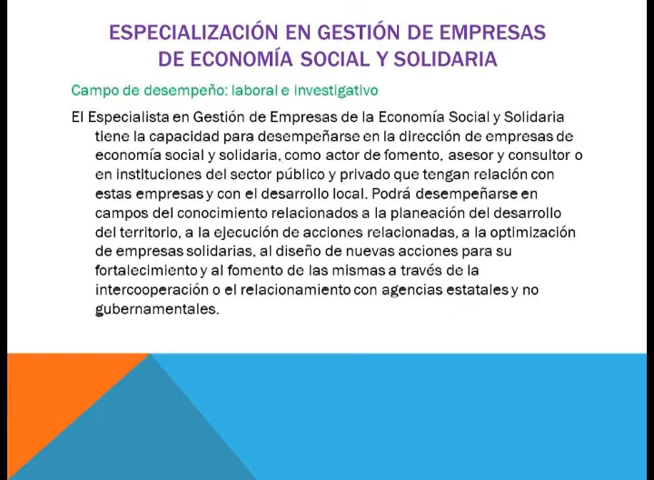 ESPECIALIZACIÓN EN GESTIÓN DE EMPRESAS
DE ECONOMÍA SOCIAL Y SOLIDARIA
Campo de desempeño: laboral e investigativo
El Especialista en Gestión de Empresas de la Economía Social y Solidaria
tiene la capacidad para desempeñarse en la dirección de empresas de
economía social y solidaria, como actor de fomento, asesor y consultor o
en instituciones del sector público y privado que tengan relación con
estas empresas y con el desarrollo local. Podrá desempeñarse en
campos del conocimiento relacionados a la planeación del desarrollo
del territorio, a la ejecución de acciones relacionadas, a la optimización
de empresas solidarias, al diseño de nuevas acciones para su
fortalecimiento y al fomento de las mismas a través de la
intercooperación o el relacionamiento con agencias estatales y no
gubernamentales.